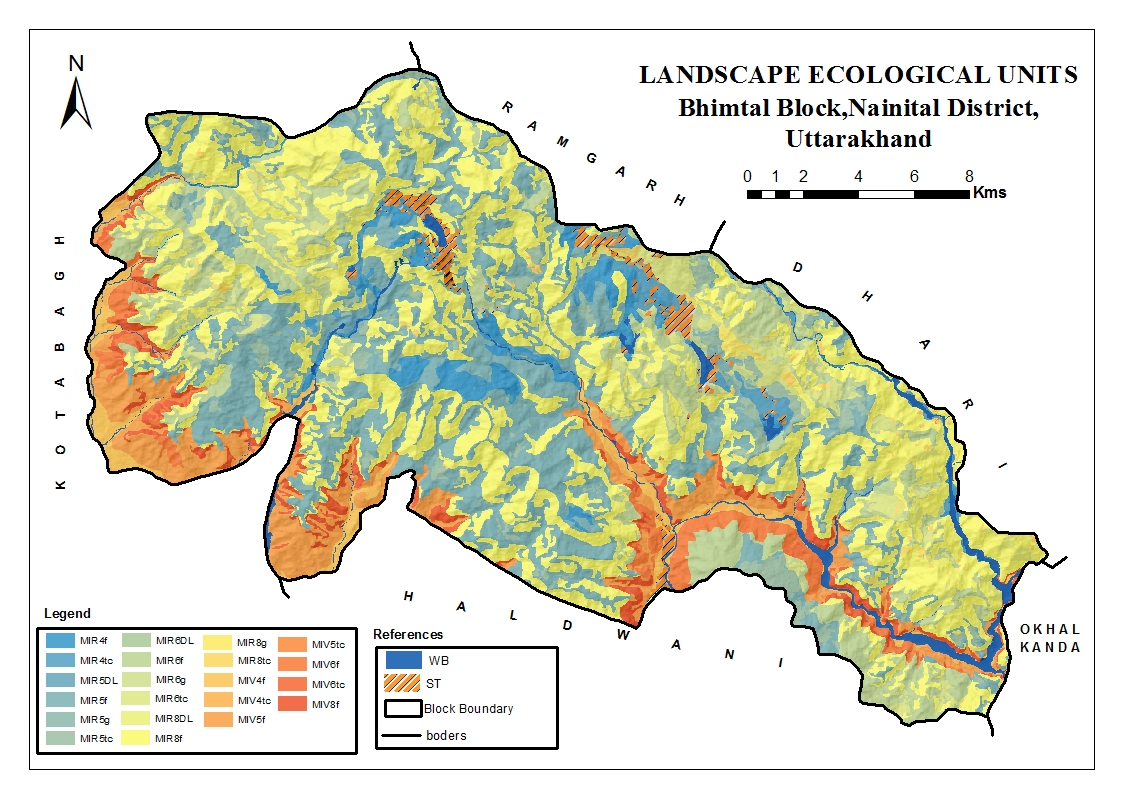 LANDSCAPE ECOLOGICAL UNITS
Bhimtal Block,Nainital District,
Uttarakhand
N
0 1 2 4 6 8
Kms
RAMGARH
DHARI
KOTABAGH
HALDWANI
OKHAL
KANDA
Legend
MIR4f
MIR4tc
MIR5DL
MIR5f
MIR5g
MIR5tc
MIR6DL
MIR6f
MIR6g
MIR6tc
MIR8DL
MIR8f
MIR8g
MIR8tc
MIV4f
MIV4tc
MIV5f
MIV5tc
MIV6f
MIV6tc
MIV8f
References
WB
ST
Block Boundary
boders